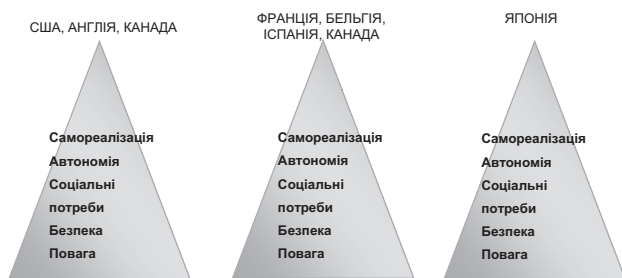 США, АНГЛІЯ, КАНАДА
Самореалізація
Автономія
Соціальні
потреби
Безпека
Повага
ФРАНЦІЯ, БЕЛЬГІЯ,
ІСПАНІЯ, КАНАДА
Самореалізація
Автономія
Соціальні
потреби
Безпека
Повага
ЯПОНІЯ
Самореалізація
Автономія
Соціальні
потреби
Безпека
Повага